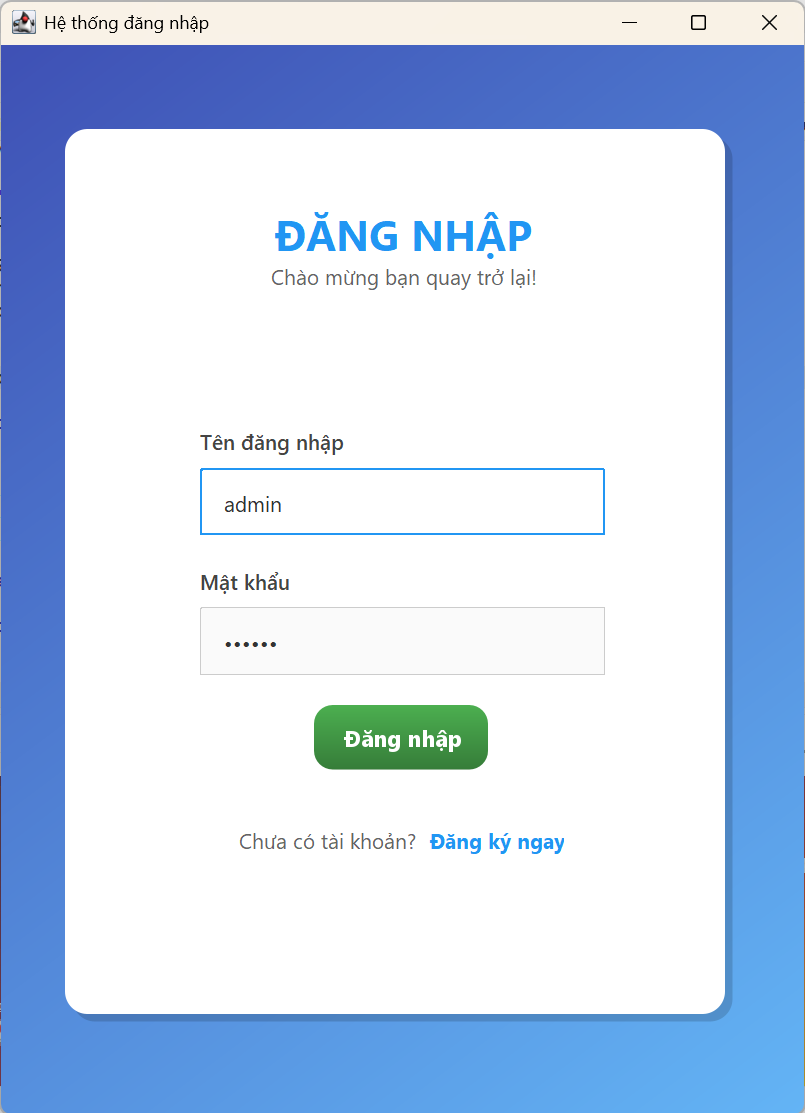 Hệ thống đăng nhập
ĐĂNG NHẬP
Chào mừng bạn quay trở lại!
Tên đăng nhập
admin
Mật khẩu
••••••
Đăng nhập
Chưa có tài khoản? Đăng ký ngay